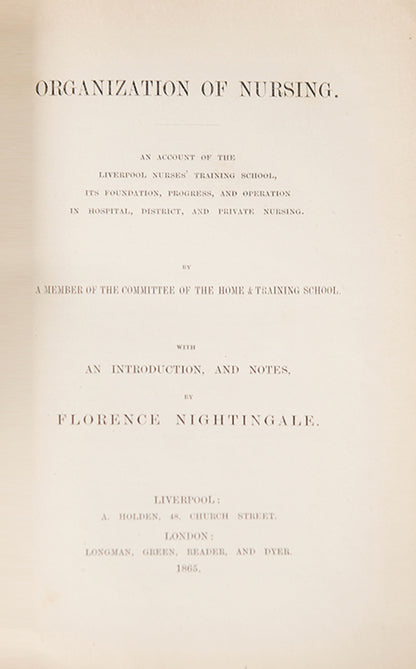 ORGANIZATION OF NURSING.
AN ACCOUNT OF THE
LIVERPOOL NURSES' TRAINING SCHOOL,
ITS FOUNDATION, PROGRESS, AND OPERATION
IN HOSPITAL, DISTRICT, AND PRIVATE NURSING.
BY
A MEMBER OF THE COMMITTEE OF THE HOME & TRAINING SCHOOL.
WITH
AN INTRODUCTION, AND NOTES,
BY
FLORENCE NIGHTINGALE.
LIVERPOOL:
A. HOLDEN, 48, CHURCH STREET.
LONDON:
LONGMAN, GREEN, READER, AND DYER.
1865.